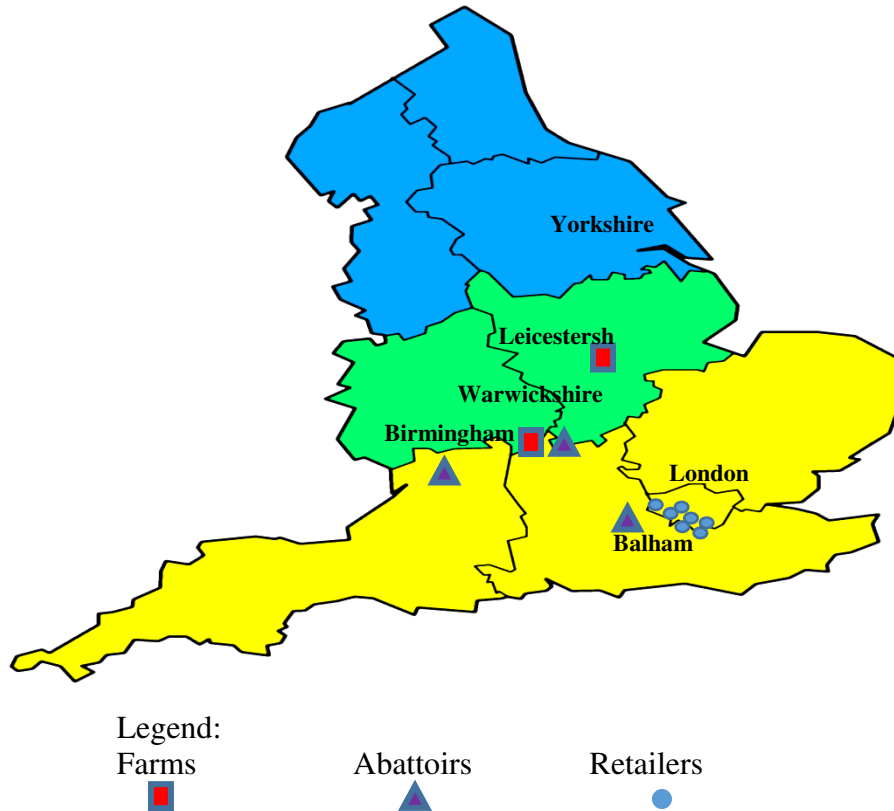 Yorkshire
Leicestersh
Warwickshire
Birmingham
London
Balham
Legend:
Farms Abattoirs Retailers